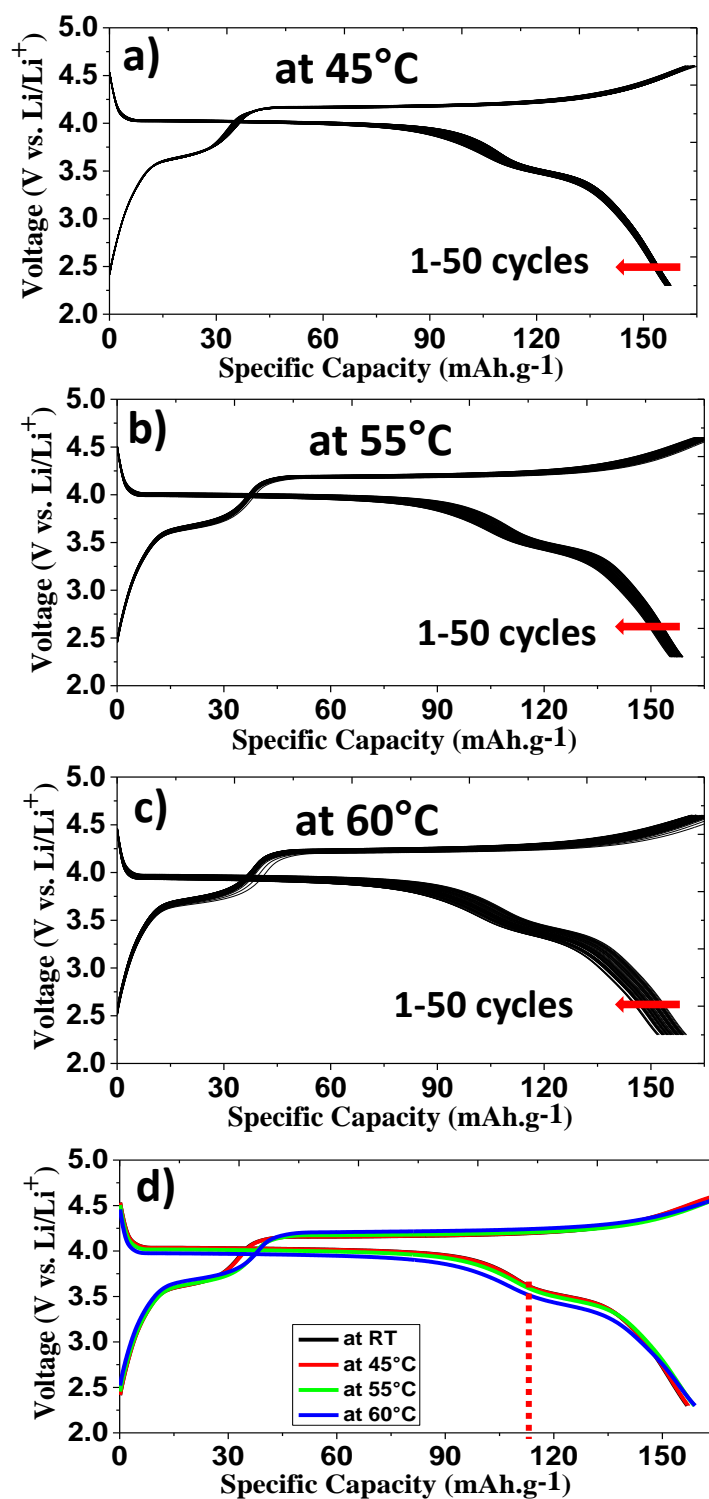 a)
at 45°C
4.5
4.0
3.5
3.0
2.5
2.0
Voltage (V vs. Li/Li+)
1-50 cycles
0 30 60 90 120 150
Specific Capacity (mAh.g-1)
b)
at 55°C
5.0
4.5
4.0
3.5
3.0
2.5
2.0
Voltage (V vs. Li/Li+)
1-50 cycles
0 30 60 90 120 150
Specific Capacity (mAh.g-1)
c)
at 60°C
5.0
4.5
4.0
3.5
3.0
2.5
2.0
Voltage (V vs. Li/Li+)
1-50 cycles
0 30 60 90 120 150
Specific Capacity (mAh.g-1)
d)
5.0
4.5
4.0
3.5
3.0
2.5
2.0
Voltage (V vs. Li/Li+)
at RT
at 45°C
at 55°C
at 60°C
0 30 60 90 120 150
Specific Capacity (mAh.g-1)